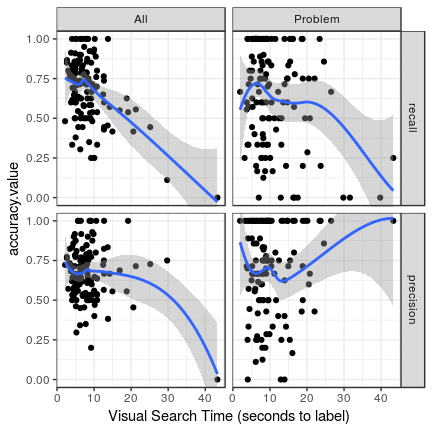 All Problem
1.00
0.75
0.50
0.25
0.00
recall
1.00
0.75
0.50
0.25
0.00
precision
accuracy.value
0 10 20 30 40 0 10 20 30 40
Visual Search Time (seconds to label)